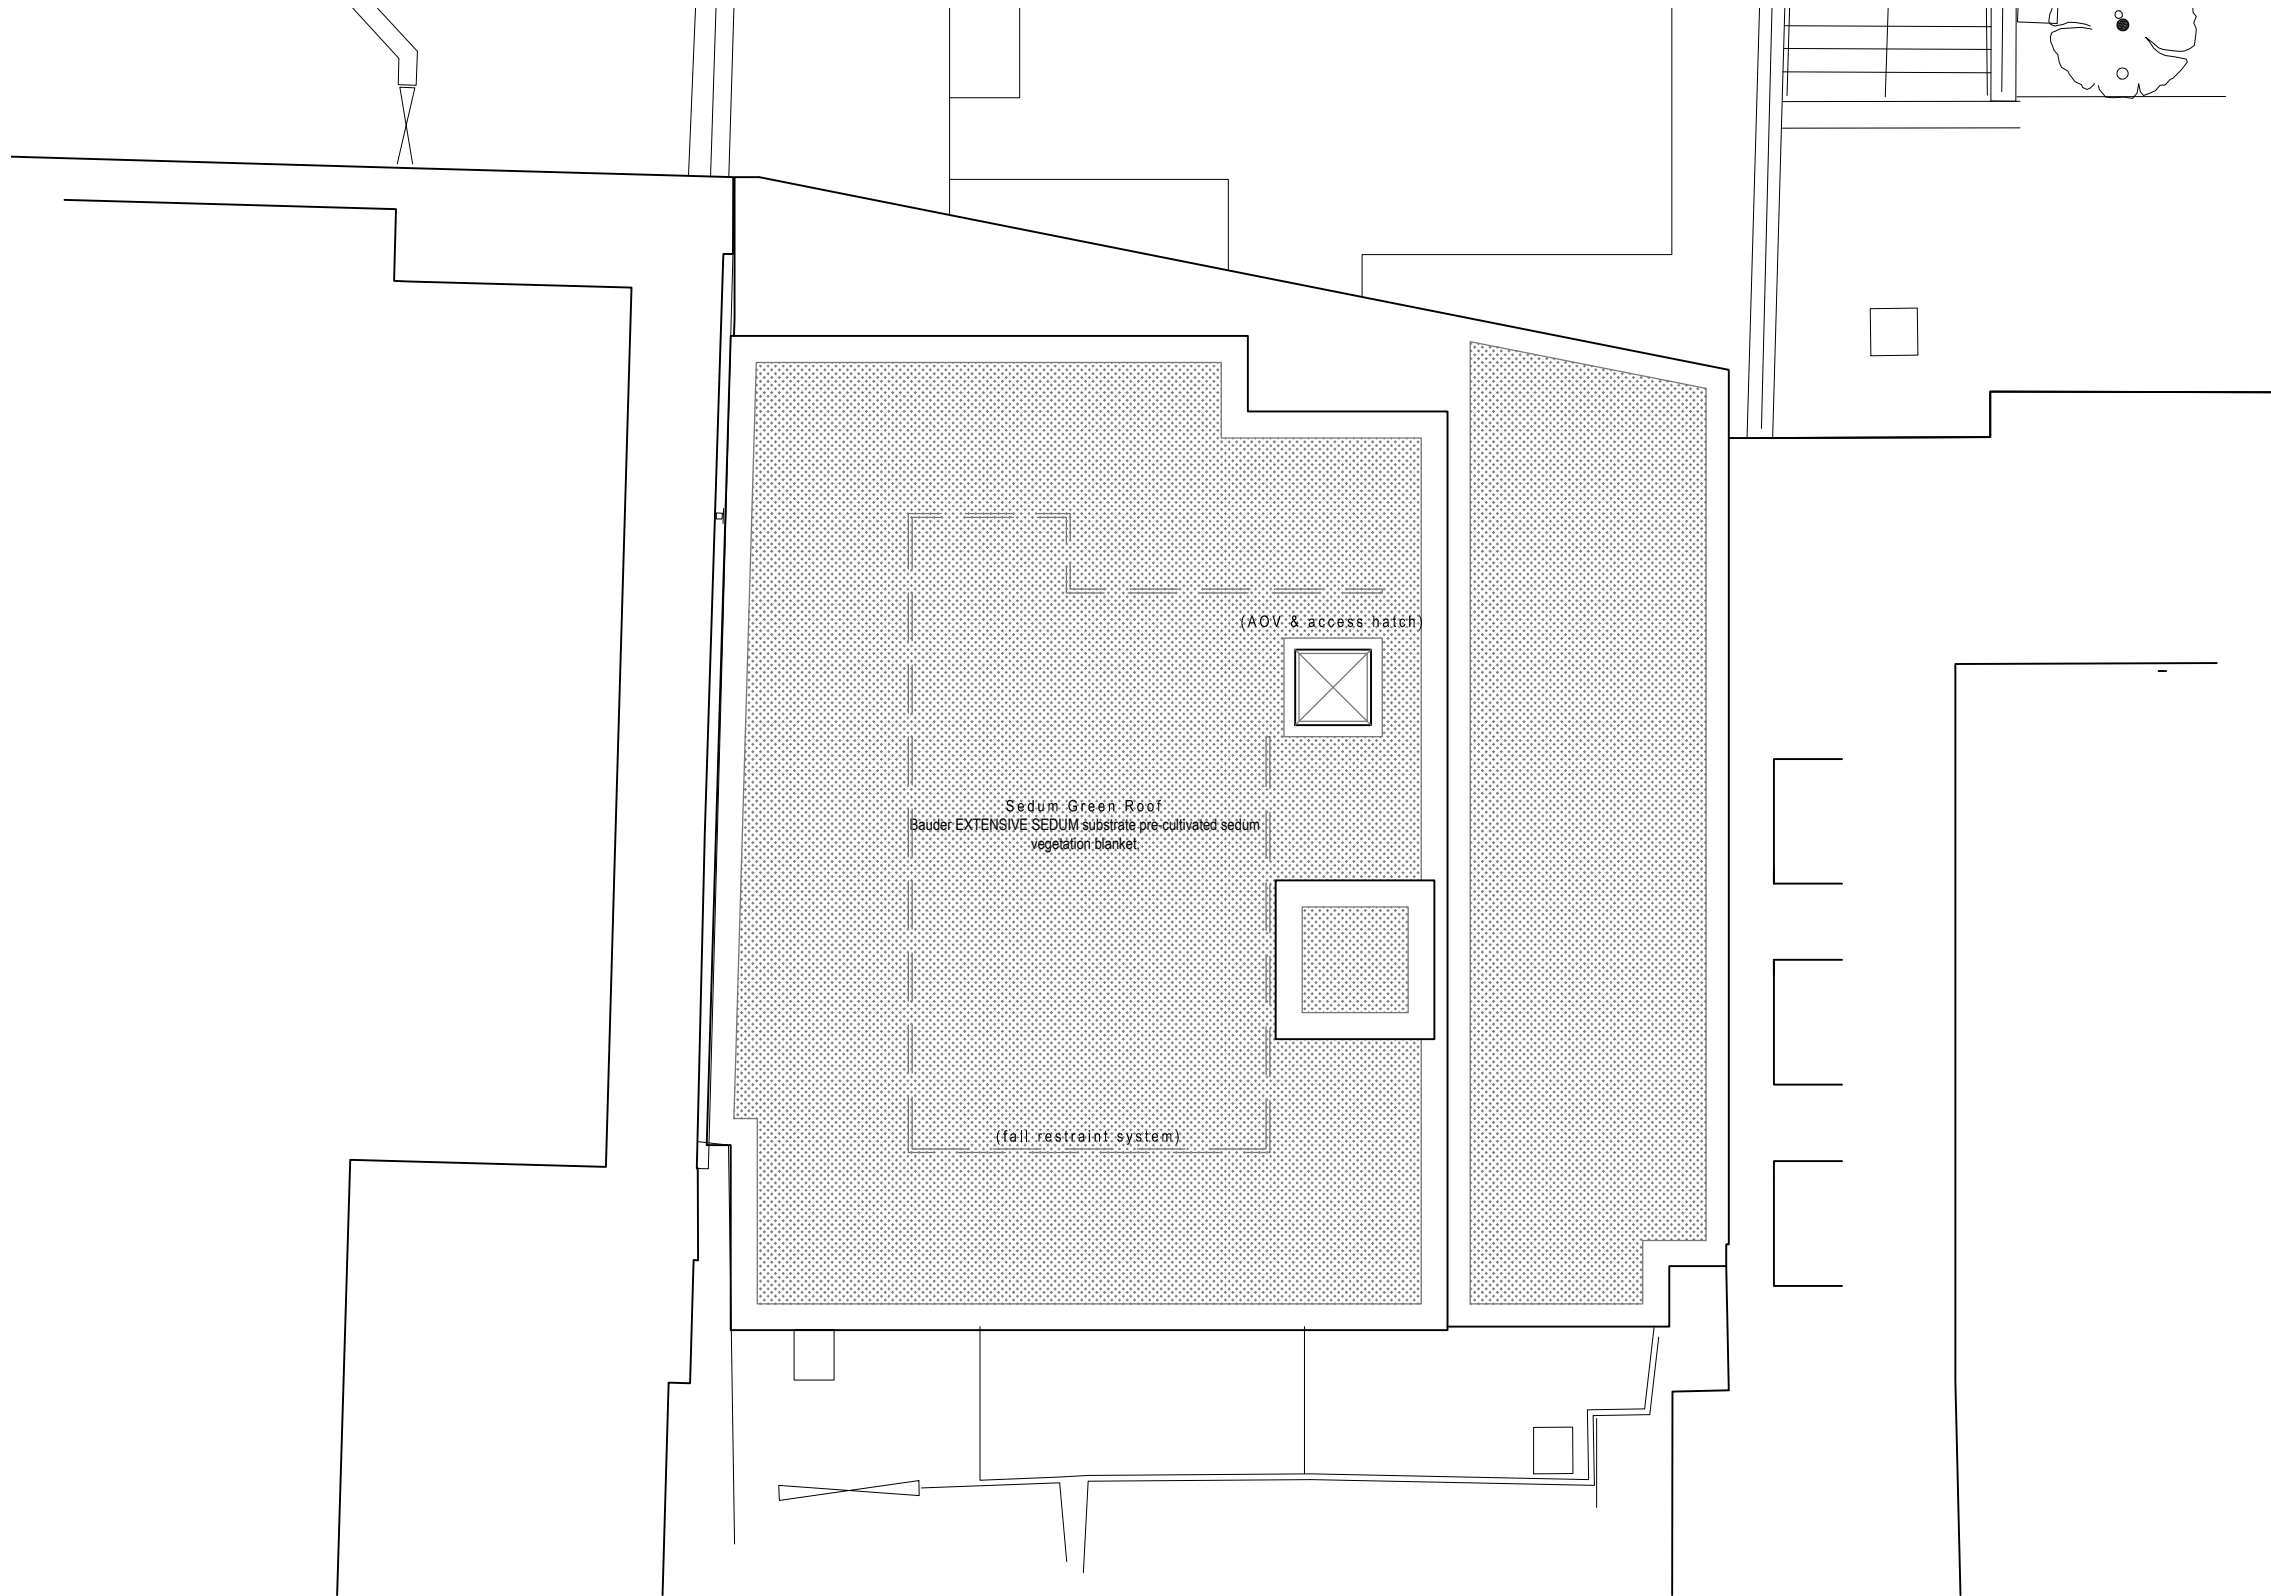 (AOV & access hatch)
Sedum Green Roof
Bauder EXTENSIVE SEDUM substrate pre-cultivated sedum
vegetation blanket.
(fall restraint system)